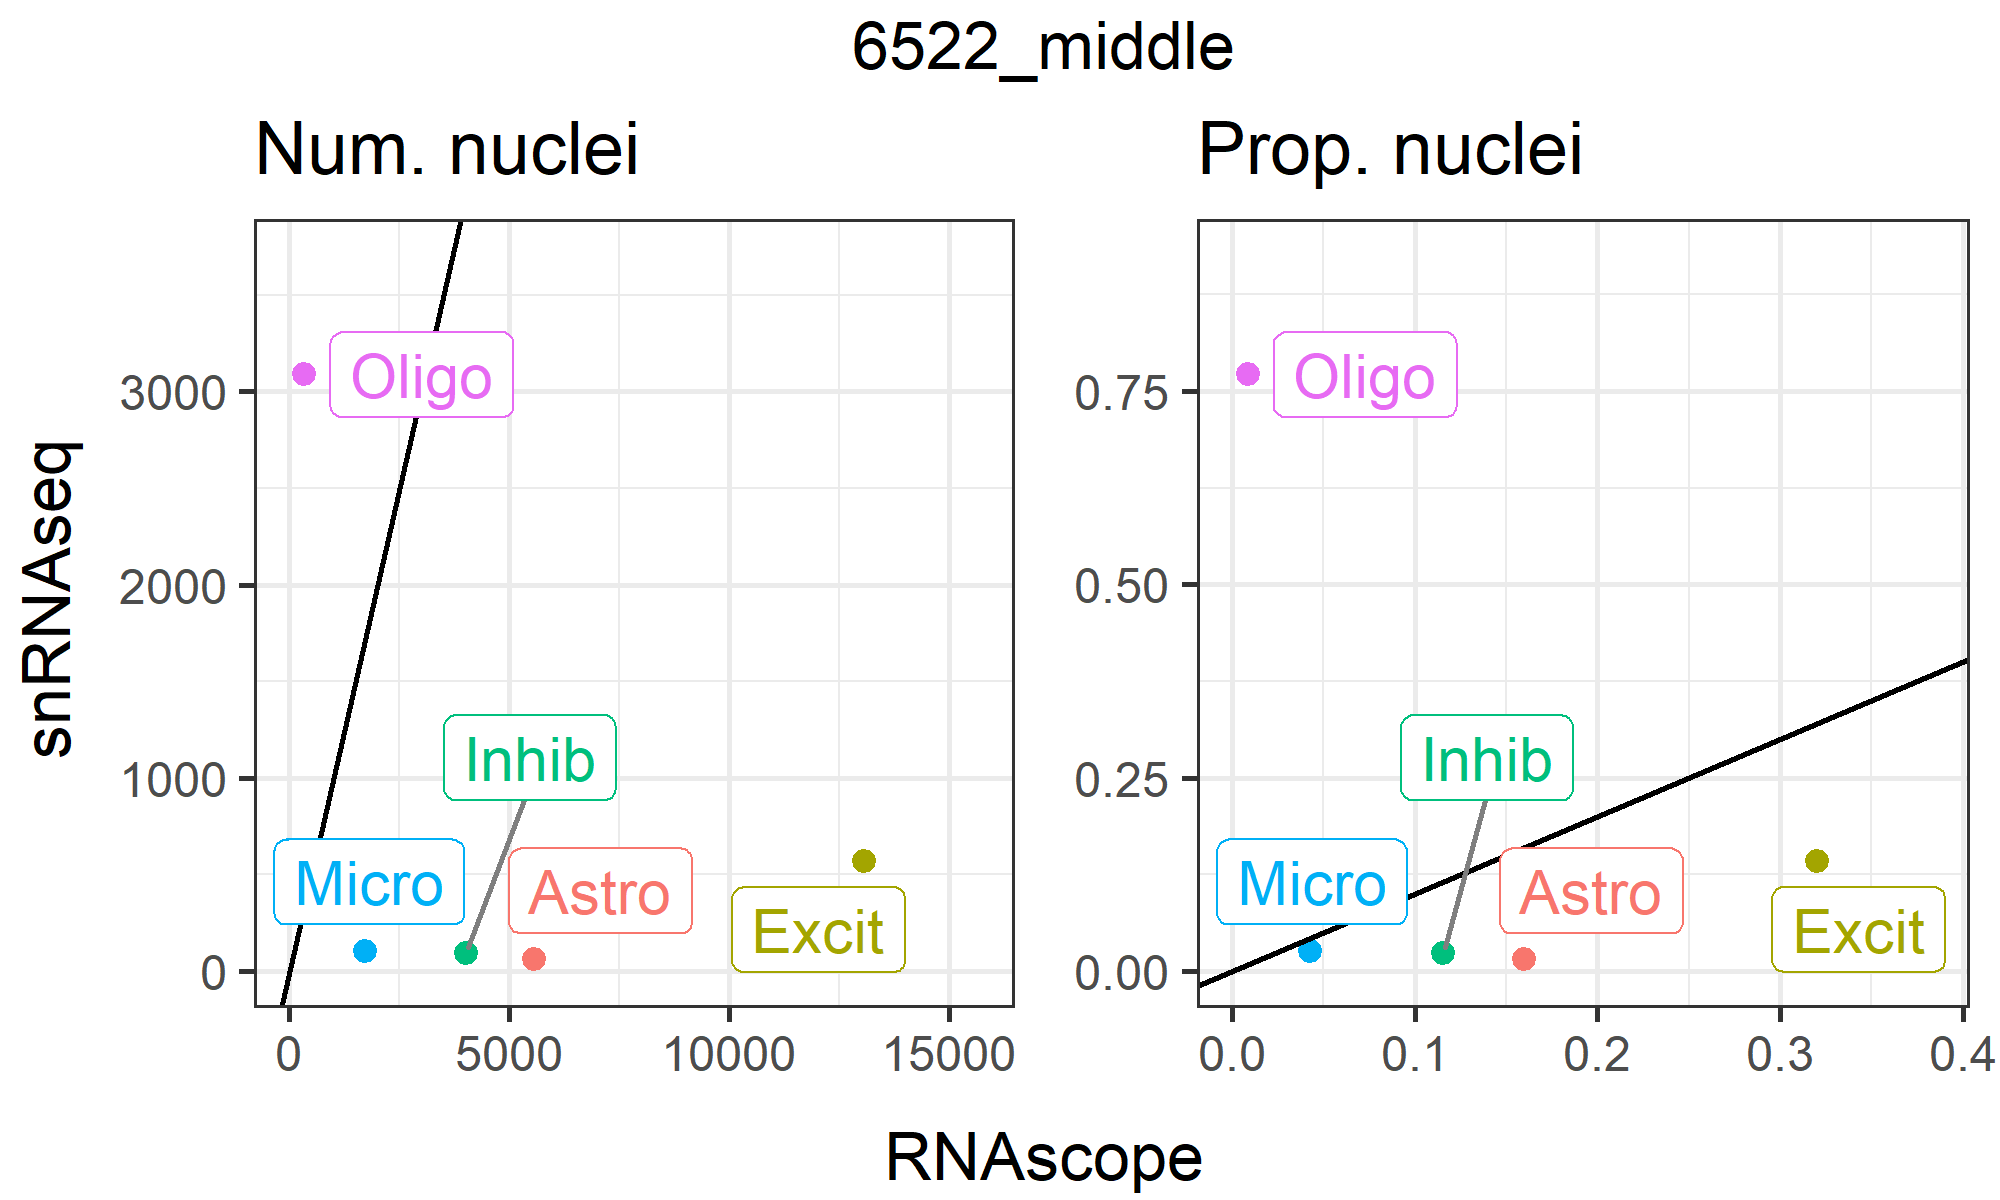 6522_middle
Num. nuclei
Prop. nuclei
snRNAseq
3000
2000
1000
0
Oligo
Inhib
Micro
Astro
Excit
0
5000
10000
15000
0.75
0.50
0.25
0.00
Oligo
Inhib
Micro
Astro
Excit
0.0
0.1
0.2
0.3
0.4
RNAscope